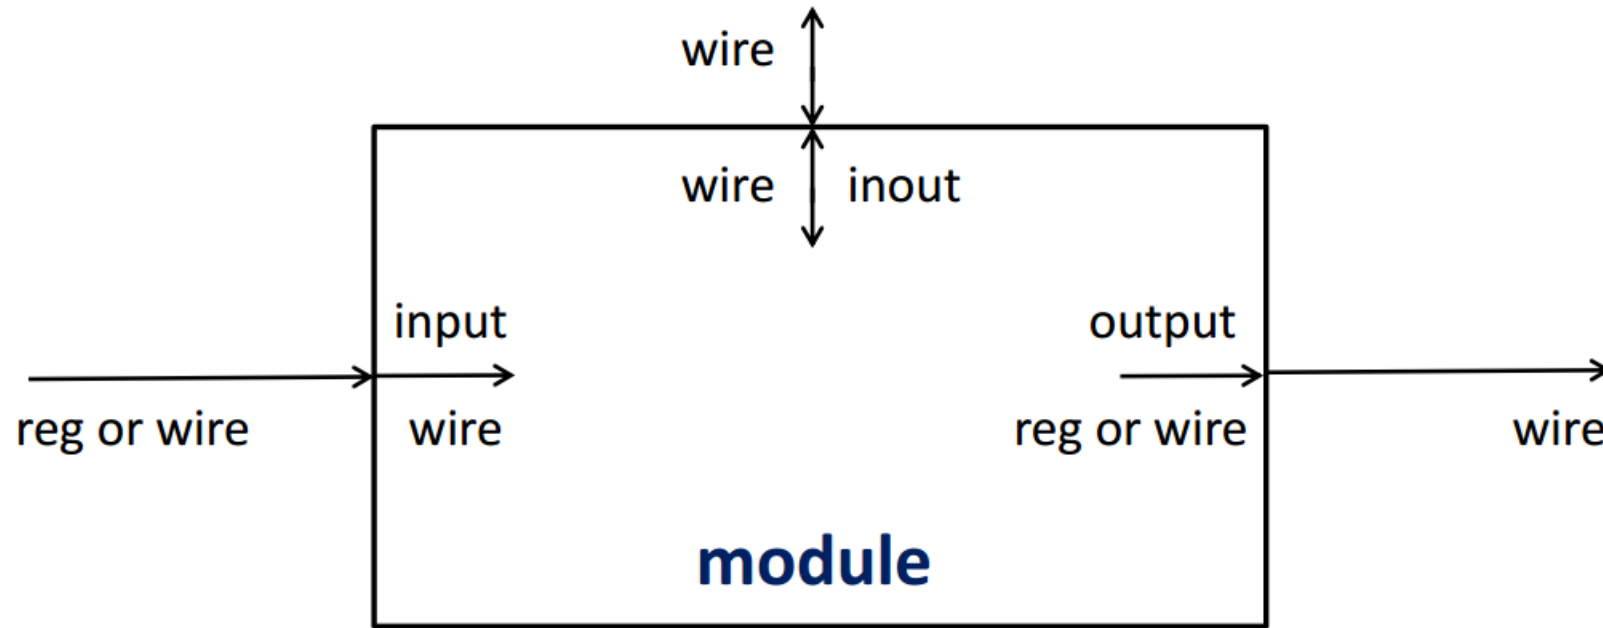 wire
wire inout
input
output
reg or wire
wire
reg or wire
wire
module